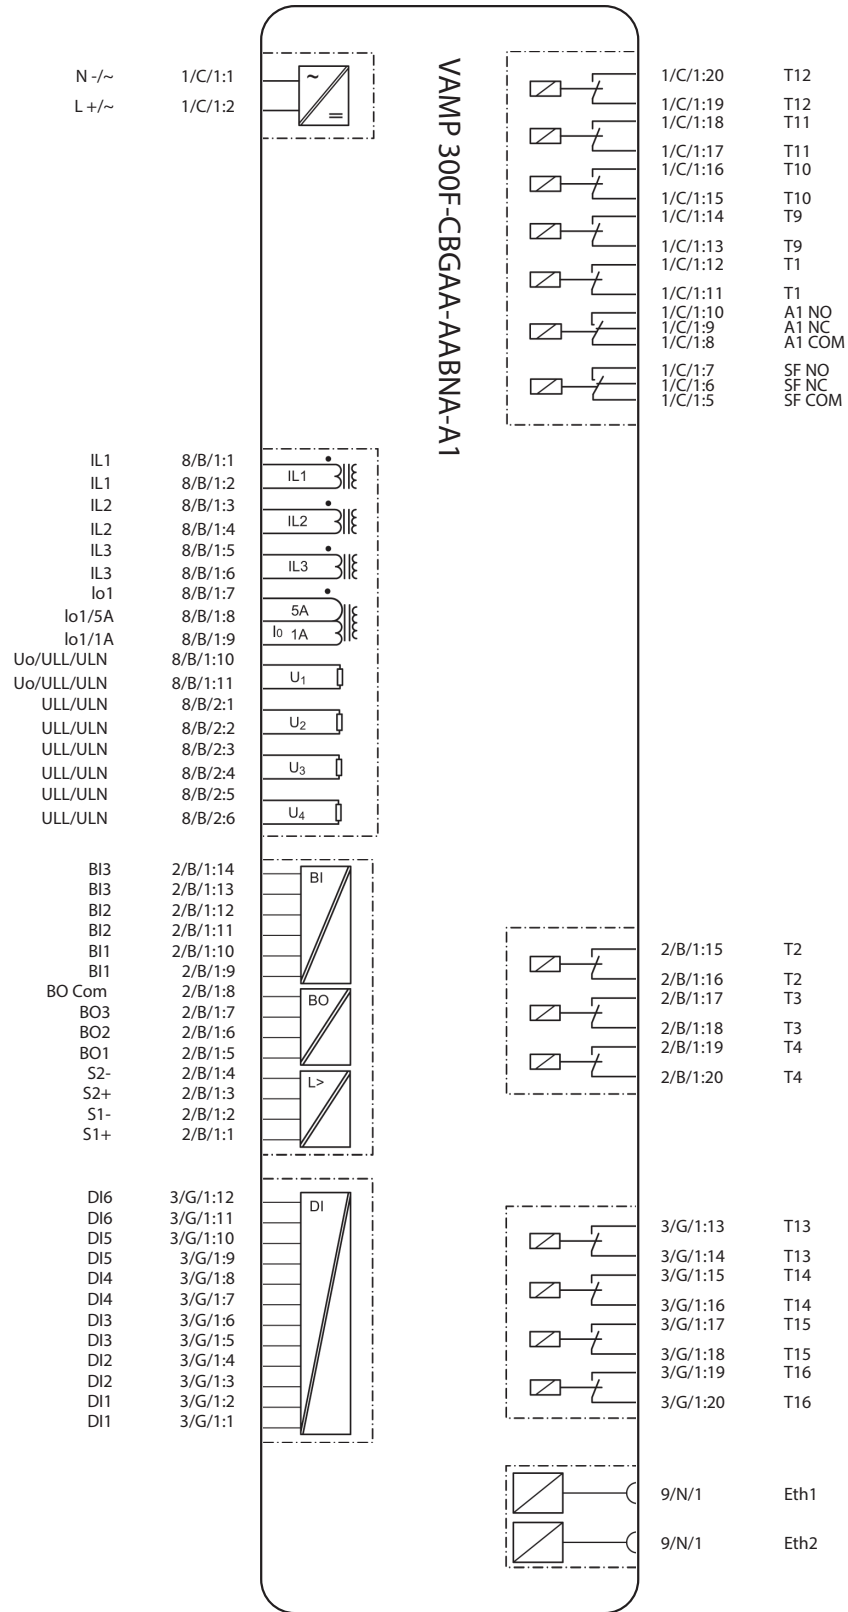 VAMP 300F-CBGAA-AABNA-A1
N -/~ 1/C/1:1
L +/~ 1/C/1:2
~
=
1/C/1:20 T12
1/C/1:19 T12
1/C/1:18 T11
1/C/1:17 T11
1/C/1:16 T10
1/C/1:15 T10
1/C/1:14 T9
1/C/1:13 T9
1/C/1:12 T1
1/C/1:11 T1
1/C/1:10 A1 NO
1/C/1:9 A1 NC
1/C/1:8 A1 COM
1/C/1:7 SF NO
1/C/1:6 SF NC
1/C/1:5 SF COM
IL1 8/B/1:1
IL1 8/B/1:2
IL1
IL2 8/B/1:3
IL2 8/B/1:4
IL2
IL3 8/B/1:5
IL3 8/B/1:6
IL3
Io1 8/B/1:7
Io1/5A 8/B/1:8
5A
Io1/1A 8/B/1:9
I0 1A
Uo/ULL/ULN 8/B/1:10
Uo/ULL/ULN 8/B/1:11
U1
ULL/ULN 8/B/2:1
ULL/ULN 8/B/2:2
U2
ULL/ULN 8/B/2:3
ULL/ULN 8/B/2:4
U3
ULL/ULN 8/B/2:5
ULL/ULN 8/B/2:6
U4
BI3 2/B/1:14
BI3 2/B/1:13
BI2 2/B/1:12
BI2 2/B/1:11
BI1 2/B/1:10
BI1 2/B/1:9
BI
BO Com 2/B/1:8
BO3 2/B/1:7
BO2 2/B/1:6
BO1 2/B/1:5
BO
S2- 2/B/1:4
S2+ 2/B/1:3
S1- 2/B/1:2
S1+ 2/B/1:1
L>
2/B/1:15 T2
2/B/1:16 T2
2/B/1:17 T3
2/B/1:18 T3
2/B/1:19 T4
2/B/1:20 T4
DI6 3/G/1:12
DI6 3/G/1:11
DI5 3/G/1:10
DI5 3/G/1:9
DI4 3/G/1:8
DI4 3/G/1:7
DI3 3/G/1:6
DI3 3/G/1:5
DI2 3/G/1:4
DI2 3/G/1:3
DI1 3/G/1:2
DI1 3/G/1:1
DI
3/G/1:13 T13
3/G/1:14 T13
3/G/1:15 T14
3/G/1:16 T14
3/G/1:17 T15
3/G/1:18 T15
3/G/1:19 T16
3/G/1:20 T16
9/N/1 Eth1
9/N/1 Eth2